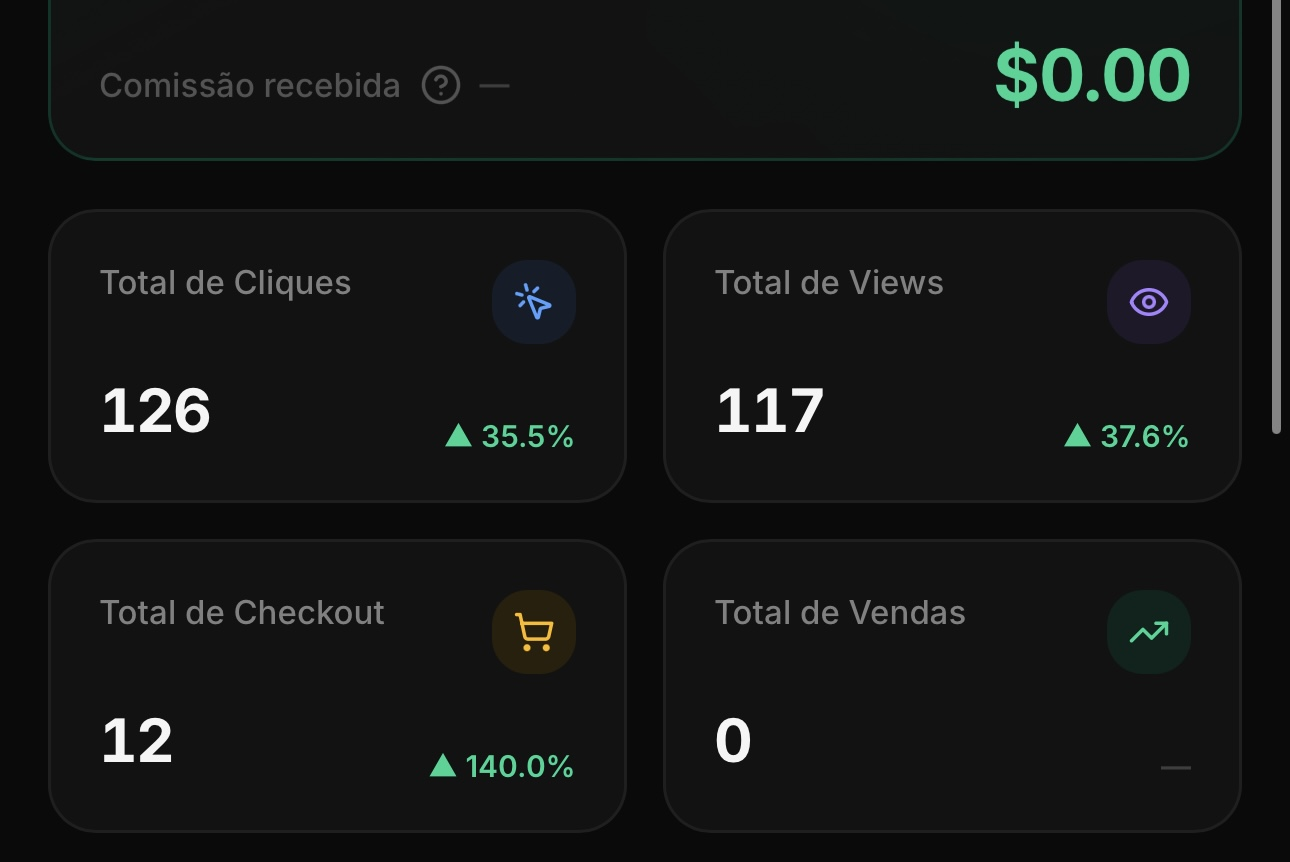 Comissão recebida ? — $0.00
Total de Cliques
Total de Views
126
▲ 35.5%
117
▲ 37.6%
Total de Checkout
Total de Vendas
12
▲ 140.0%
0
—